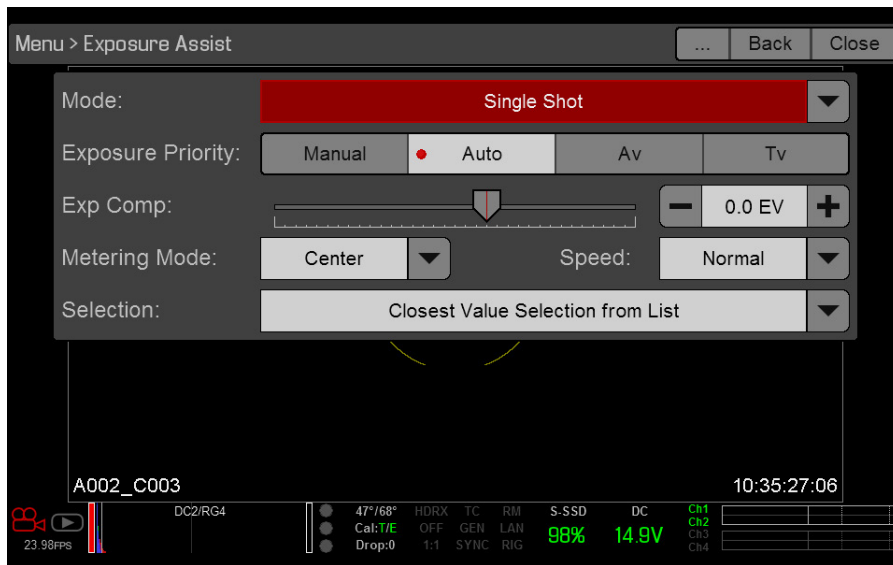 Menu > Exposure Assist ... Back Close
Mode: Single Shot
Exposure Priority: Manual Auto Av Tv
Exp Comp: 0.0 EV
Metering Mode: Center Speed: Normal
Selection: Closest Value Selection from List
A002_C003 10:35:27:06
DC2/RG4 47°/68° HDRX TC RM S-SSD DC Ch1
Cal:T/E OFF GEN LAN 98% 14.9V Ch2
23.98FPS Drop:0 1:1 SYNC RIG Ch3
Ch4